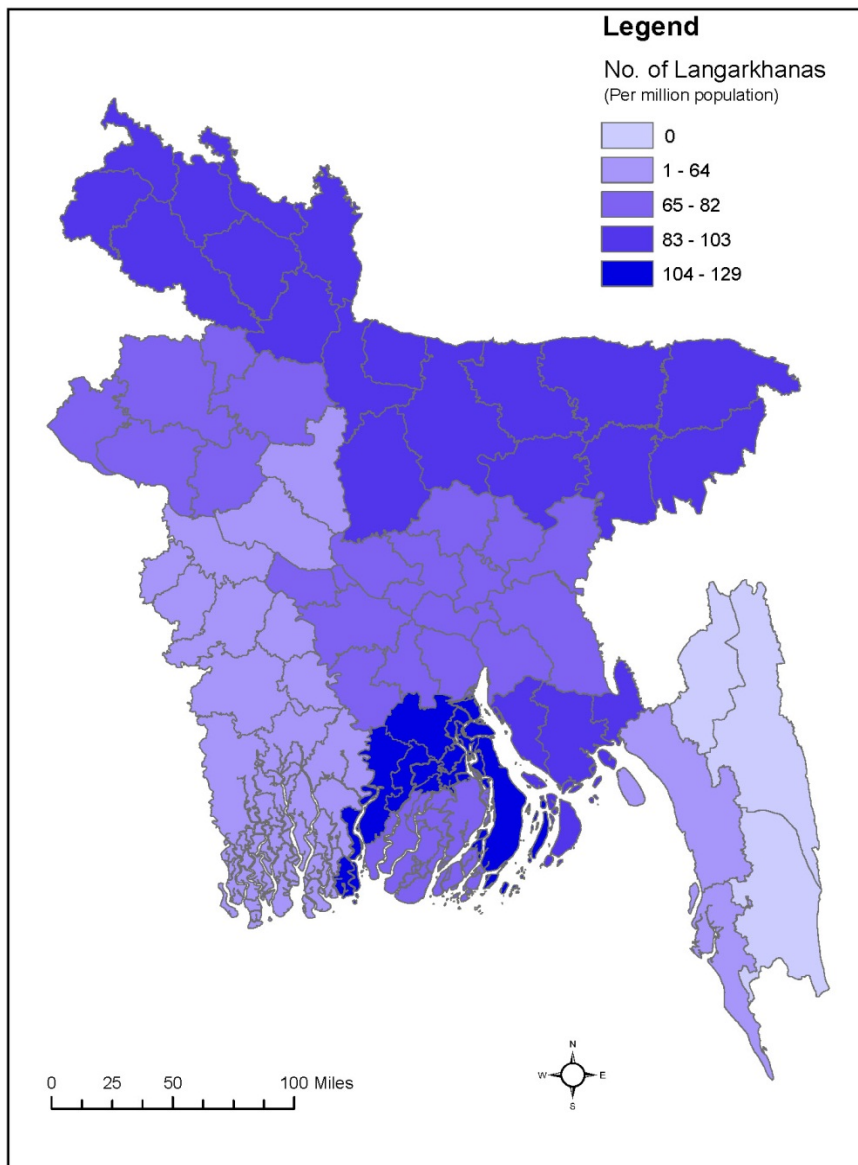 Legend
No. of Langarkhanas
(Per million population)
0
1 - 64
65 - 82
83 - 103
104 - 129
0 25 50 100 Miles
N
W E
S